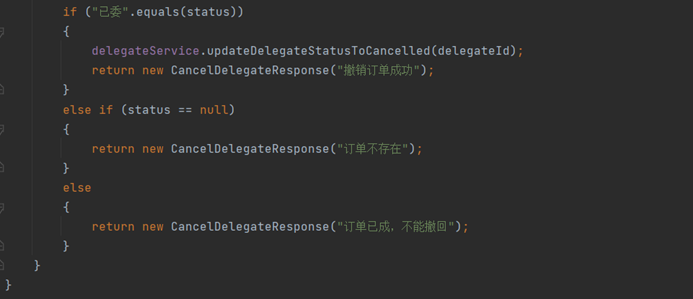 if ("已委".equals(status))
{
delegateService.updateDelegateStatusToCancelled(delegateId);
return new CancelDelegateResponse("撤销订单成功");
}
else if (status == null)
{
return new CancelDelegateResponse("订单不存在");
}
else
{
return new CancelDelegateResponse("订单已成，不能撤回");
}
}
}